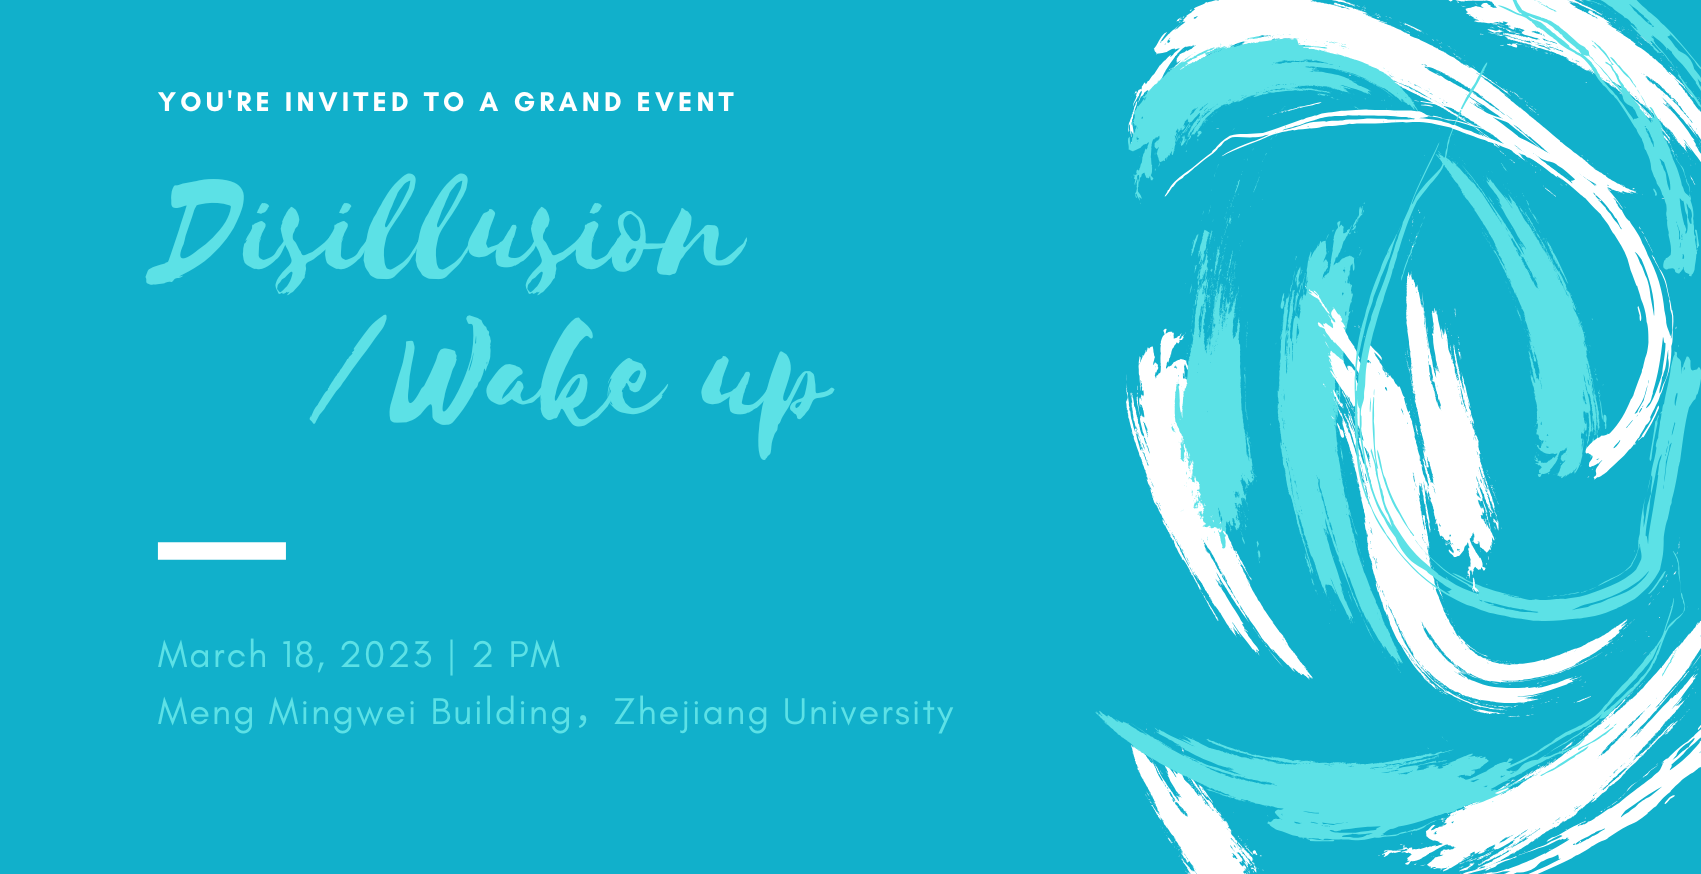 YOU'RE INVITED TO A GRAND EVENT
Disillusion
/Wake up
March 18, 2023 | 2 PM
Meng Mingwei Building，Zhejiang University